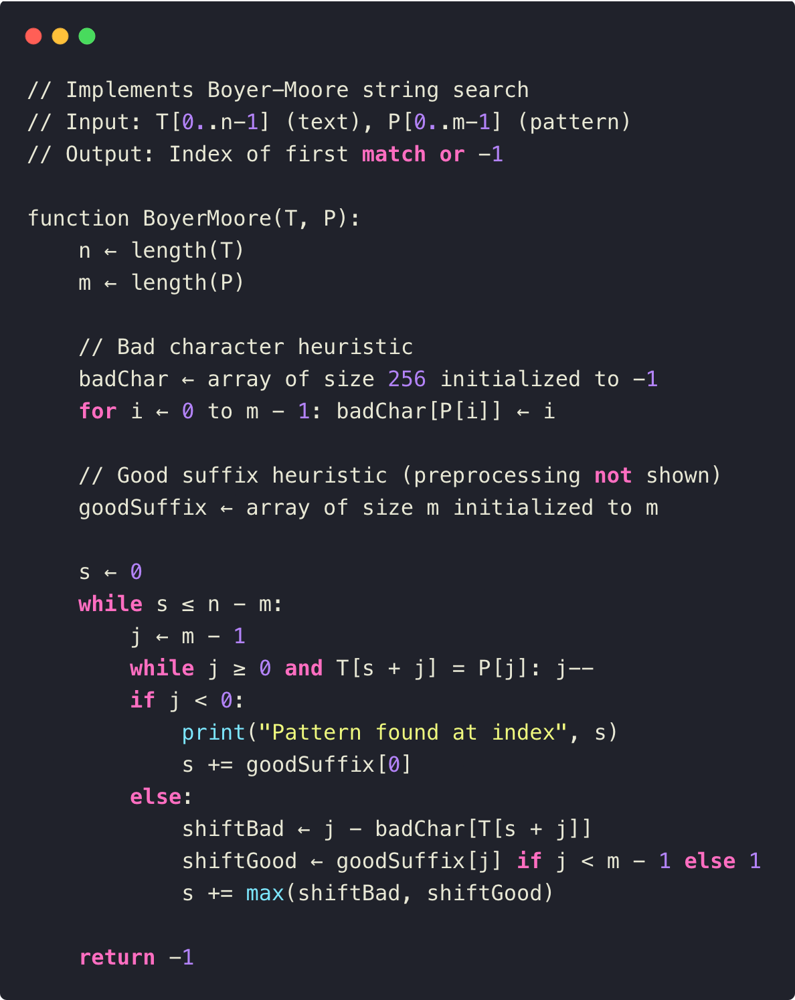 // Implements Boyer-Moore string search
// Input: T[0..n-1] (text), P[0..m-1] (pattern)
// Output: Index of first match or -1

function BoyerMoore(T, P):
    n ← length(T)
    m ← length(P)

    // Bad character heuristic
    badChar ← array of size 256 initialized to -1
    for i ← 0 to m - 1: badChar[P[i]] ← i

    // Good suffix heuristic (preprocessing not shown)
    goodSuffix ← array of size m initialized to m

    s ← 0
    while s ≤ n - m:
        j ← m - 1
        while j ≥ 0 and T[s + j] = P[j]: j--
        if j < 0:
            print("Pattern found at index", s)
            s += goodSuffix[0]
        else:
            shiftBad ← j - badChar[T[s + j]]
            shiftGood ← goodSuffix[j] if j < m - 1 else 1
            s += max(shiftBad, shiftGood)

    return -1